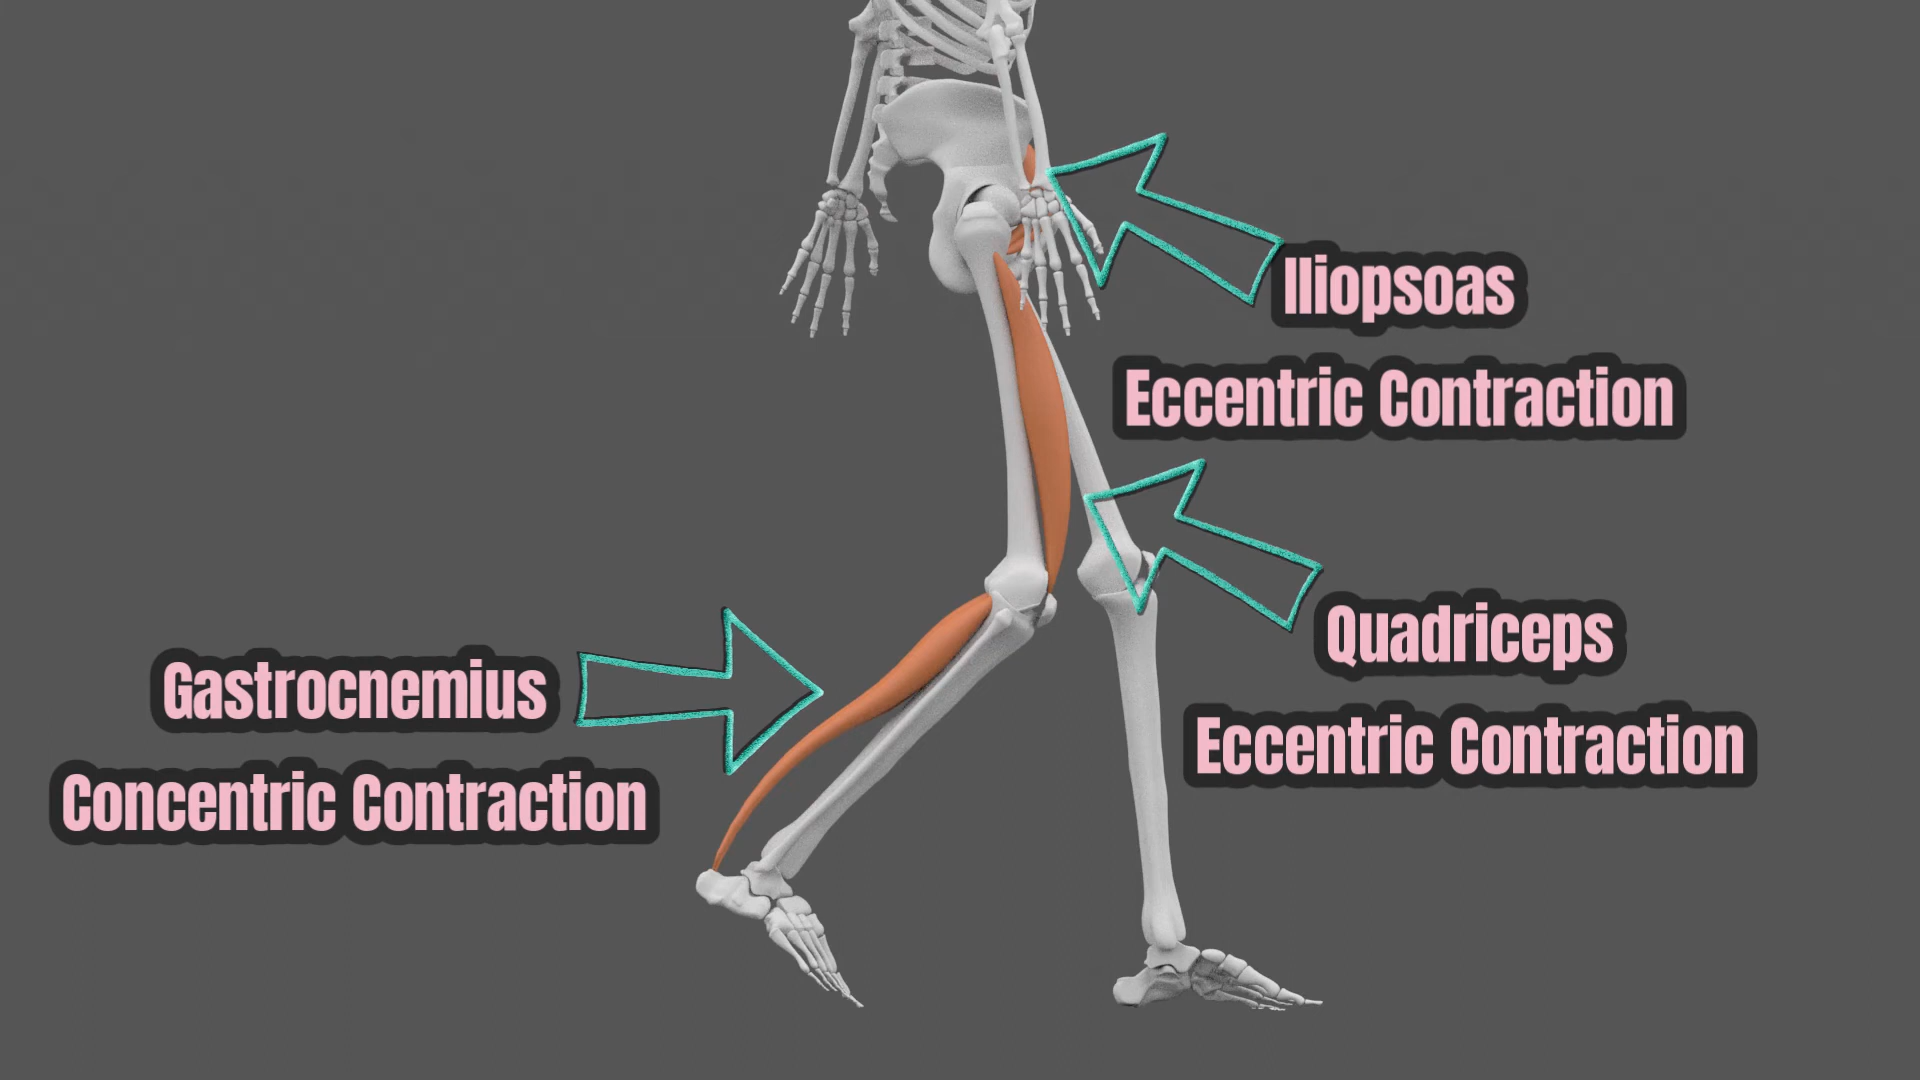 Iliopsoas
Eccentric Contraction
Quadriceps
Eccentric Contraction
Gastrocnemius
Concentric Contraction